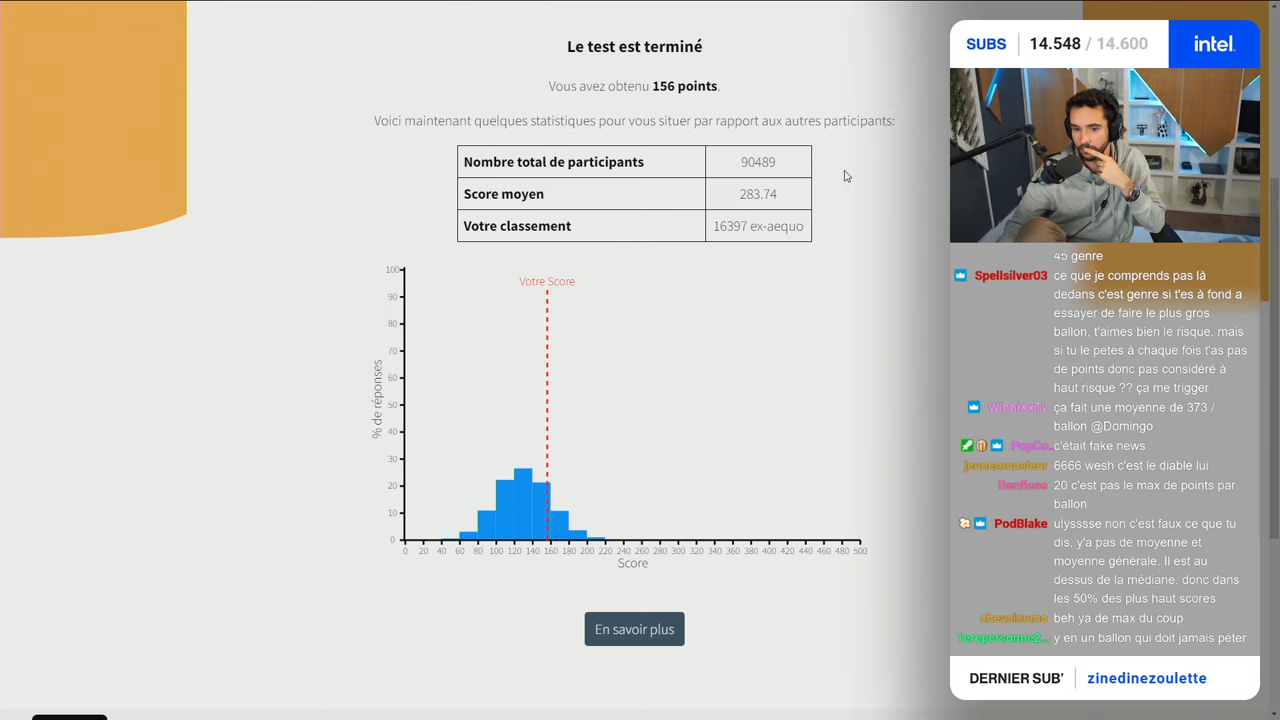 Le test est terminé
Vous avez obtenu 156 points.
Voici maintenant quelques statistiques pour vous situer par rapport aux autres participants:
Nombre total de participants 90489
Score moyen 283.74
Votre classement 16397 ex-aequo
Votre Score
100
90
80
70
60
50
40
30
20
10
0
% de réponses
0 20 40 60 80 100 120 140 160 180 200 220 240 260 280 300 320 340 360 380 400 420 440 460 480 500
Score
En savoir plus
SUBS 14.548 / 14.600
intel.
45 genre
Spellsilver03 ce que je comprends pas là
dedans c'est genre si t'es à fond a
essayer de faire le plus gros
ballon, t'aimes bien le risque, mais
si tu le petes à chaque fois t'as pas
de points donc pas considéré à
haut risque ?? ça me trigger
WinniXxTv ça fait une moyenne de 373 /
ballon @Domingo
PopCo... c'était fake news
jeunemonsieur 6666 wesh c'est le diable lui
20 c'est pas le max de points par
ballon
PodBlake ulysssse non c'est faux ce que tu
dis, y'a pas de moyenne et
moyenne générale. Il est au
dessus de la médiane, donc dans
les 50% des plus haut scores
chevalsumo beh ya de max du coup
1erepersonne2... y en un ballon qui doit jamais péter
DERNIER SUB' zinedinezoulette